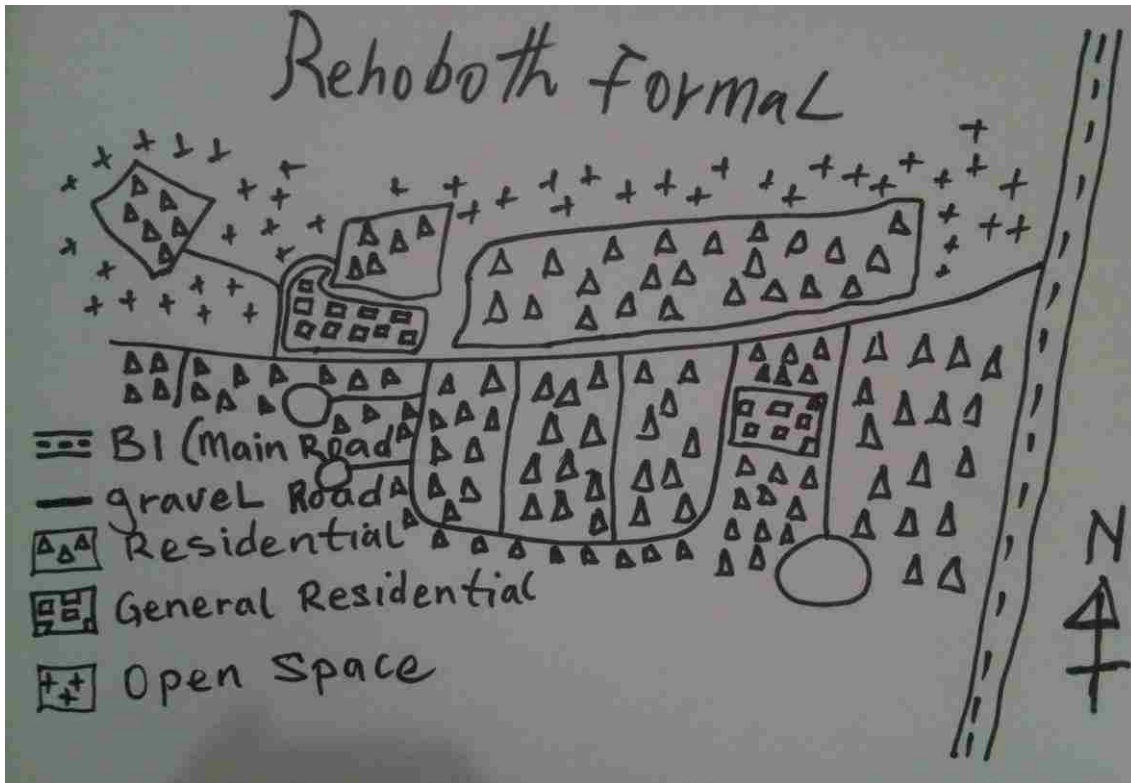 Rehoboth Formal
N
B1 (Main Road
gravel Road
Residential
General Residential
Open Space